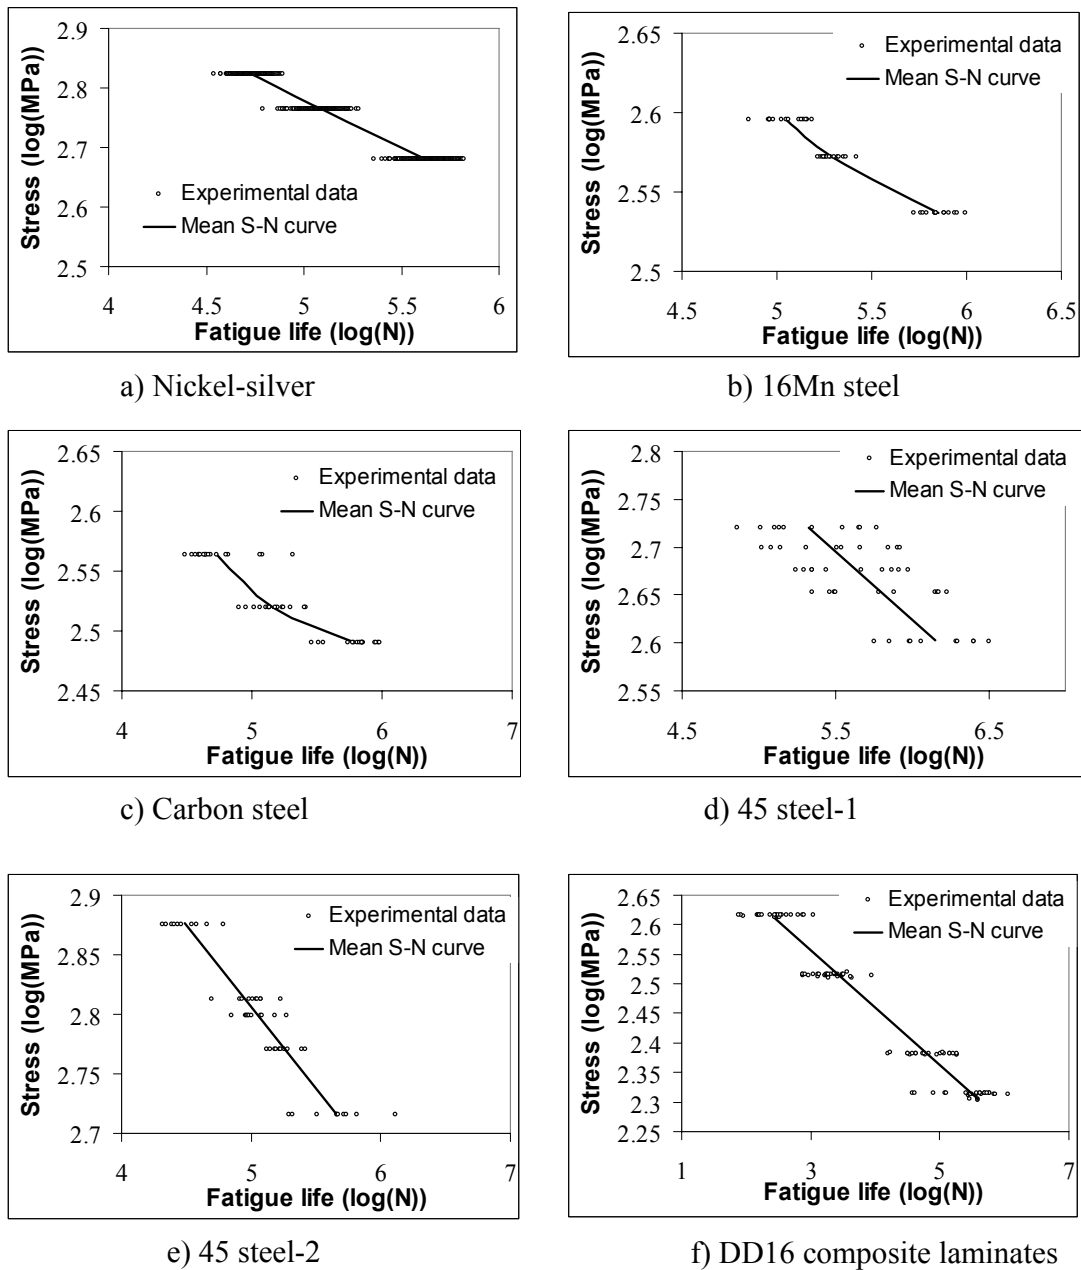 2.9
2.8
2.7
2.6
2.5
4.5
5
5.5
6
Stress (log(MPa))
Experimental data
Mean S-N curve
Fatigue life (log(N))
a) Nickel-silver
2.65
2.6
2.55
2.5
4.5
5
5.5
6
6.5
Stress (log(MPa))
Experimental data
Mean S-N curve
Fatigue life (log(N))
b) 16Mn steel
2.65
2.6
2.55
2.5
2.45
4
5
6
7
Stress (log(MPa))
Experimental data
Mean S-N curve
Fatigue life (log(N))
c) Carbon steel
2.8
2.75
2.7
2.65
2.6
2.55
4.5
5.5
6.5
Stress (log(MPa))
Experimental data
Mean S-N curve
Fatigue life (log(N))
d) 45 steel-1
2.9
2.85
2.8
2.75
2.7
4
5
6
7
Stress (log(MPa))
Experimental data
Mean S-N curve
Fatigue life (log(N))
e) 45 steel-2
2.65
2.6
2.55
2.5
2.45
2.4
2.35
2.3
2.25
1
3
5
7
Stress (log(MPa))
Experimental data
Mean S-N curve
Fatigue life (log(N))
f) DD16 composite laminates